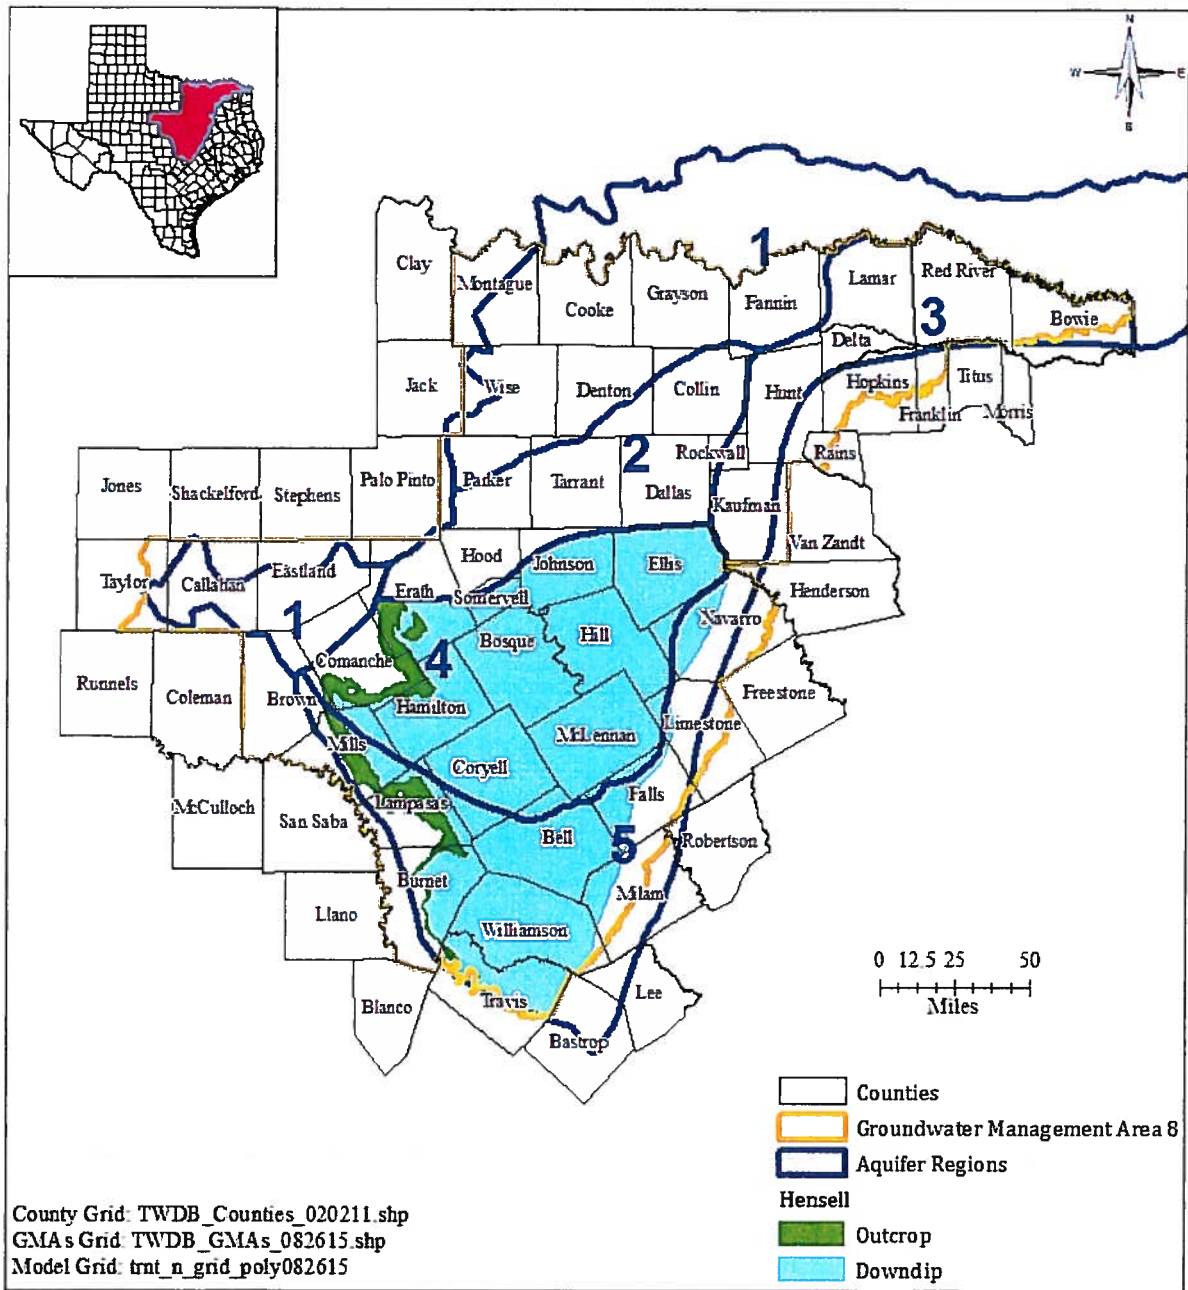 N
W E
S
1
Clay
Montague
Cooke
Grayson
Fannin
Lamar
Red River
Bowie
3
Delta
Jack
Wise
Denton
Collin
Hunt
Hopkins
Titus
Franklin
Morris
2
Rockwall
Rains
Jones
Shackelford
Stephens
Palo Pinto
Parker
Tarrant
Dallas
Kaufman
Van Zandt
Taylor
Callahan
Eastland
Hood
Johnson
Ellis
Erath
Somervell
Henderson
1
Navarro
Bosque
Hill
4
Comanche
Runnels
Coleman
Brown
Hamilton
Freestone
Limestone
McLennan
Mills
Coryell
Falls
McCulloch
San Saba
Lampasas
Bell
5
Robertson
Burnet
Milam
Llano
Williamson
Blanco
Travis
Lee
Bastrop
0 12.5 25 50
Miles
Counties
Groundwater Management Area 8
Aquifer Regions
Hensell
Outcrop
Downdip
County Grid: TWDB_Counties_020211.shp
GMAs Grid: TWDB_GMAs_082615.shp
Model Grid: trnt_n_grid_poly082615